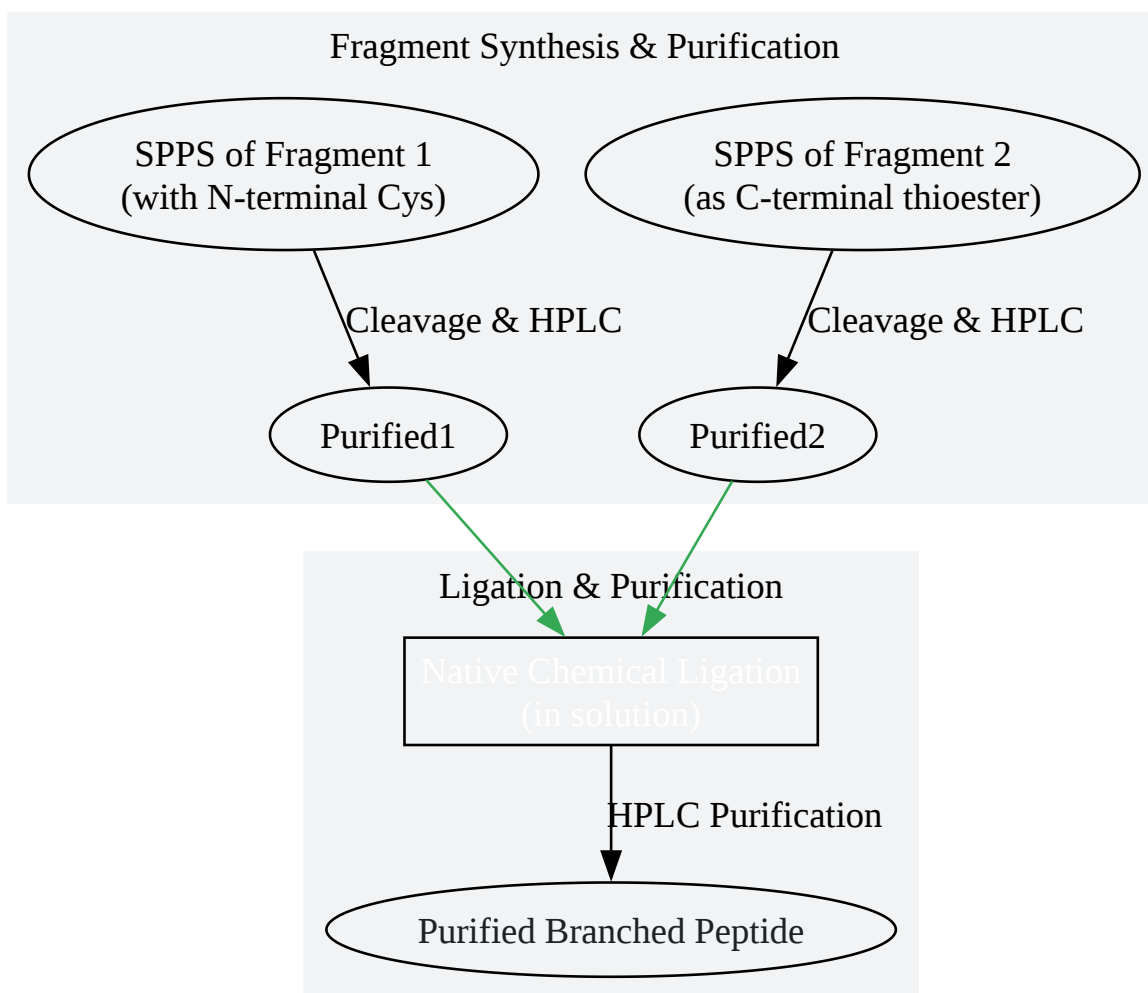 Fragment Synthesis & Purification
SPPS of Fragment 1
(with N-terminal Cys)
SPPS of Fragment 2
(as C-terminal thioester)
Cleavage & HPLC
Cleavage & HPLC
Purified1
Purified2
Ligation & Purification
Native Chemical Ligation
(in solution)
HPLC Purification
Purified Branched Peptide